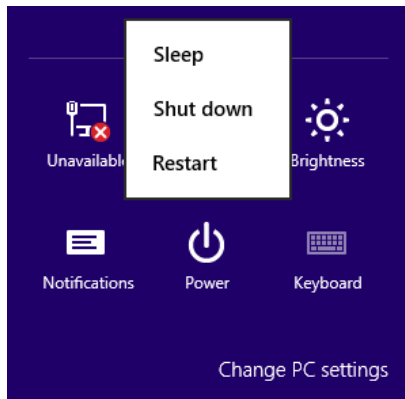 Sleep
Shut down
Restart
Unavailabl
Brightness
Notifications
Power
Keyboard
Change PC settings